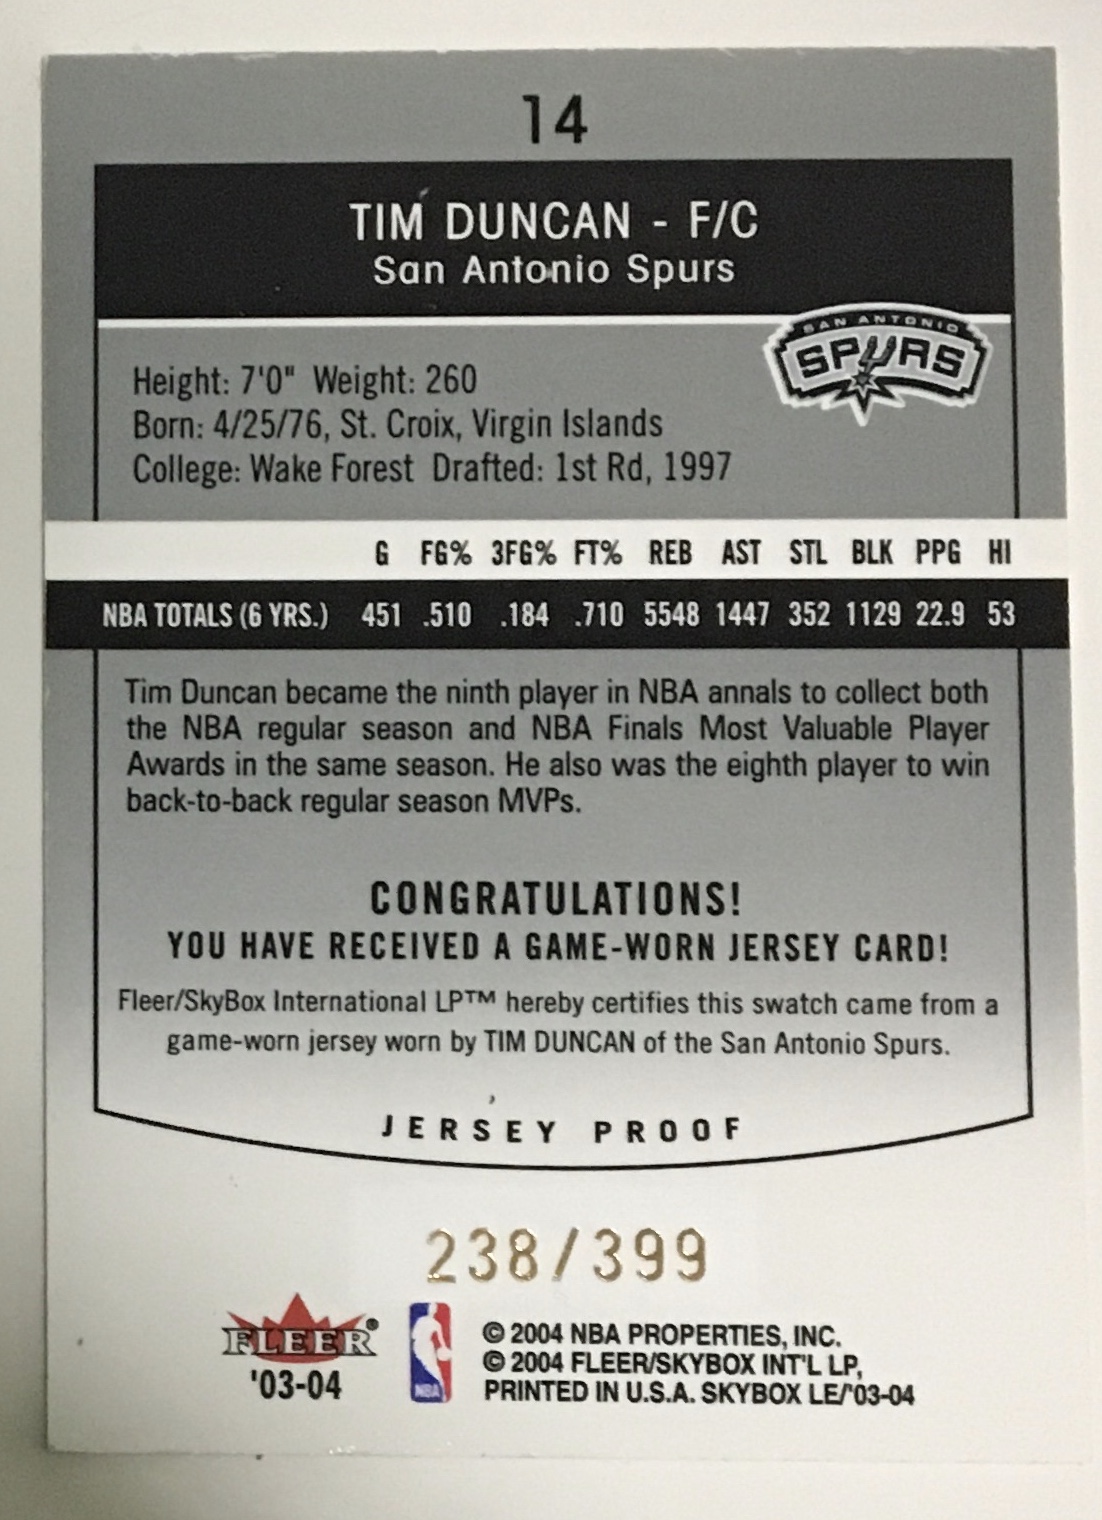 14
TIM DUNCAN - F/C
San Antonio Spurs
SAN ANTONIO
SPURS
Height: 7'0" Weight: 260
Born: 4/25/76, St. Croix, Virgin Islands
College: Wake Forest Drafted: 1st Rd, 1997
G FG% 3FG% FT% REB AST STL BLK PPG HI
NBA TOTALS (6 YRS.) 451 .510 .184 .710 5548 1447 352 1129 22.9 53
Tim Duncan became the ninth player in NBA annals to collect both
the NBA regular season and NBA Finals Most Valuable Player
Awards in the same season. He also was the eighth player to win
back-to-back regular season MVPs.
CONGRATULATIONS!
YOU HAVE RECEIVED A GAME-WORN JERSEY CARD!
Fleer/SkyBox International LP™ hereby certifies this swatch came from a
game-worn jersey worn by TIM DUNCAN of the San Antonio Spurs.
JERSEY PROOF
238/399
FLEER®
'03-04
NBA
© 2004 NBA PROPERTIES, INC.
© 2004 FLEER/SKYBOX INT'L LP,
PRINTED IN U.S.A. SKYBOX LE/'03-04